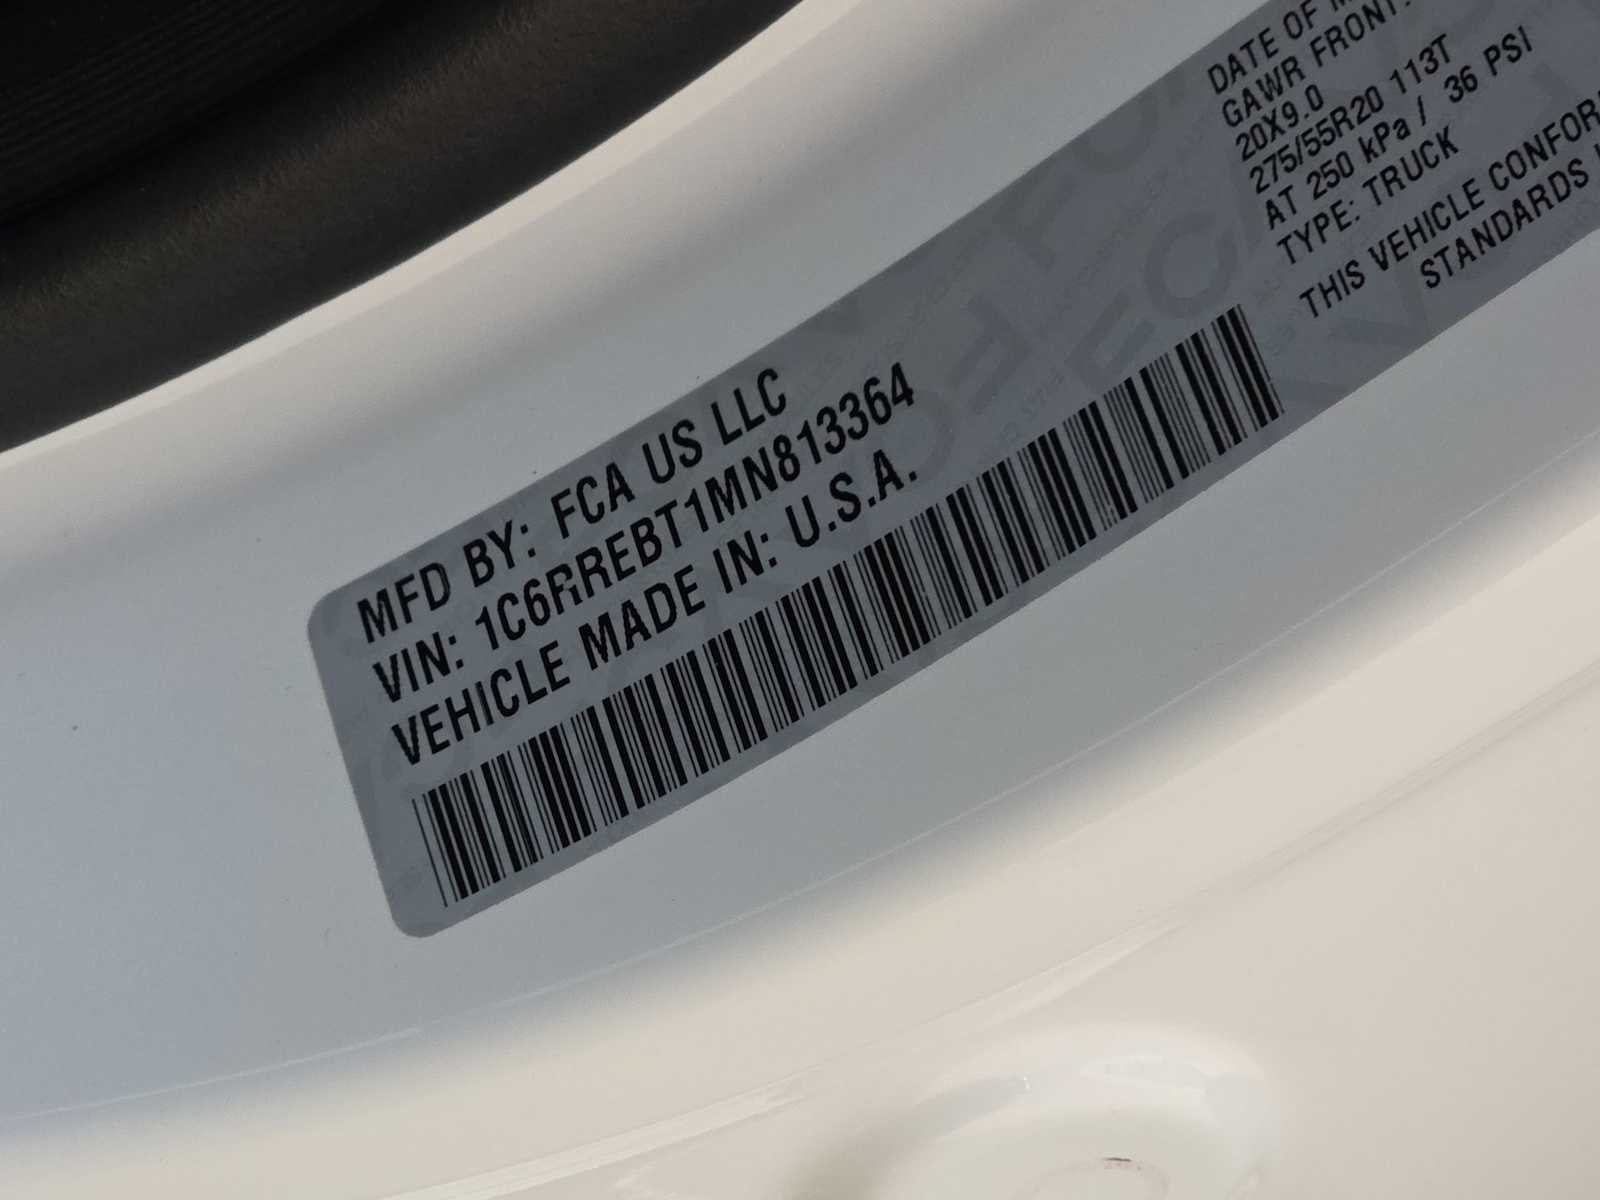 MFD BY: FCA US LLC
VIN: 1C6RREBT1MN813364
VEHICLE MADE IN: U.S.A.
DATE OF
GAWR FRONT:
20X9.0
275/55R20 113T
AT 250 kPa / 36 PSI
TYPE: TRUCK
THIS VEHICLE
STANDARDS